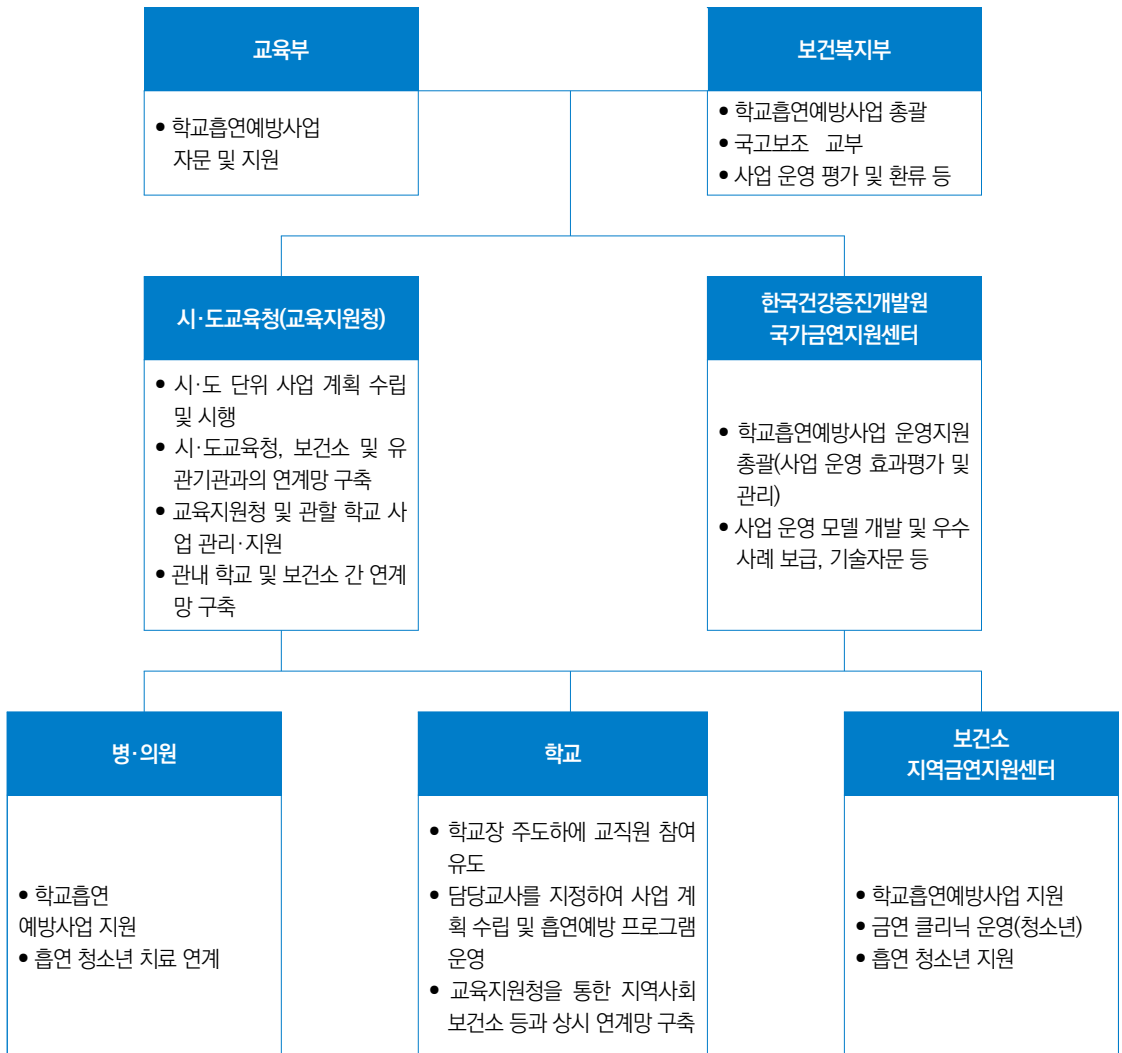 교육부
• 학교흡연예방사업
자문 및 지원
보건복지부
• 학교흡연예방사업 총괄
• 국고보조 교부
• 사업 운영 평가 및 환류 등
시·도교육청(교육지원청)
• 시·도 단위 사업 계획 수립
및 시행
• 시·도교육청, 보건소 및 유
관기관과의 연계망 구축
• 교육지원청 및 관할 학교 사
업 관리·지원
• 관내 학교 및 보건소 간 연계
망 구축
한국건강증진개발원
국가금연지원센터
• 학교흡연예방사업 운영지원
총괄(사업 운영 효과평가 및
관리)
• 사업 운영 모델 개발 및 우수
사례 보급, 기술자문 등
병·의원
• 학교흡연
예방사업 지원
• 흡연 청소년 치료 연계
학교
• 학교장 주도하에 교직원 참여
유도
• 담당교사를 지정하여 사업 계
획 수립 및 흡연예방 프로그램
운영
• 교육지원청을 통한 지역사회
보건소 등과 상시 연계망 구축
보건소
지역금연지원센터
• 학교흡연예방사업 지원
• 금연 클리닉 운영(청소년)
• 흡연 청소년 지원